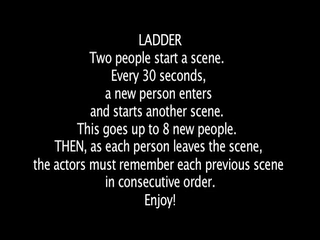 LADDER
Two people start a scene.
Every 30 seconds,
a new person enters
and starts another scene.
This goes up to 8 new people.
THEN, as each person leaves the scene,
the actors must remember each previous scene
in consecutive order.
Enjoy!